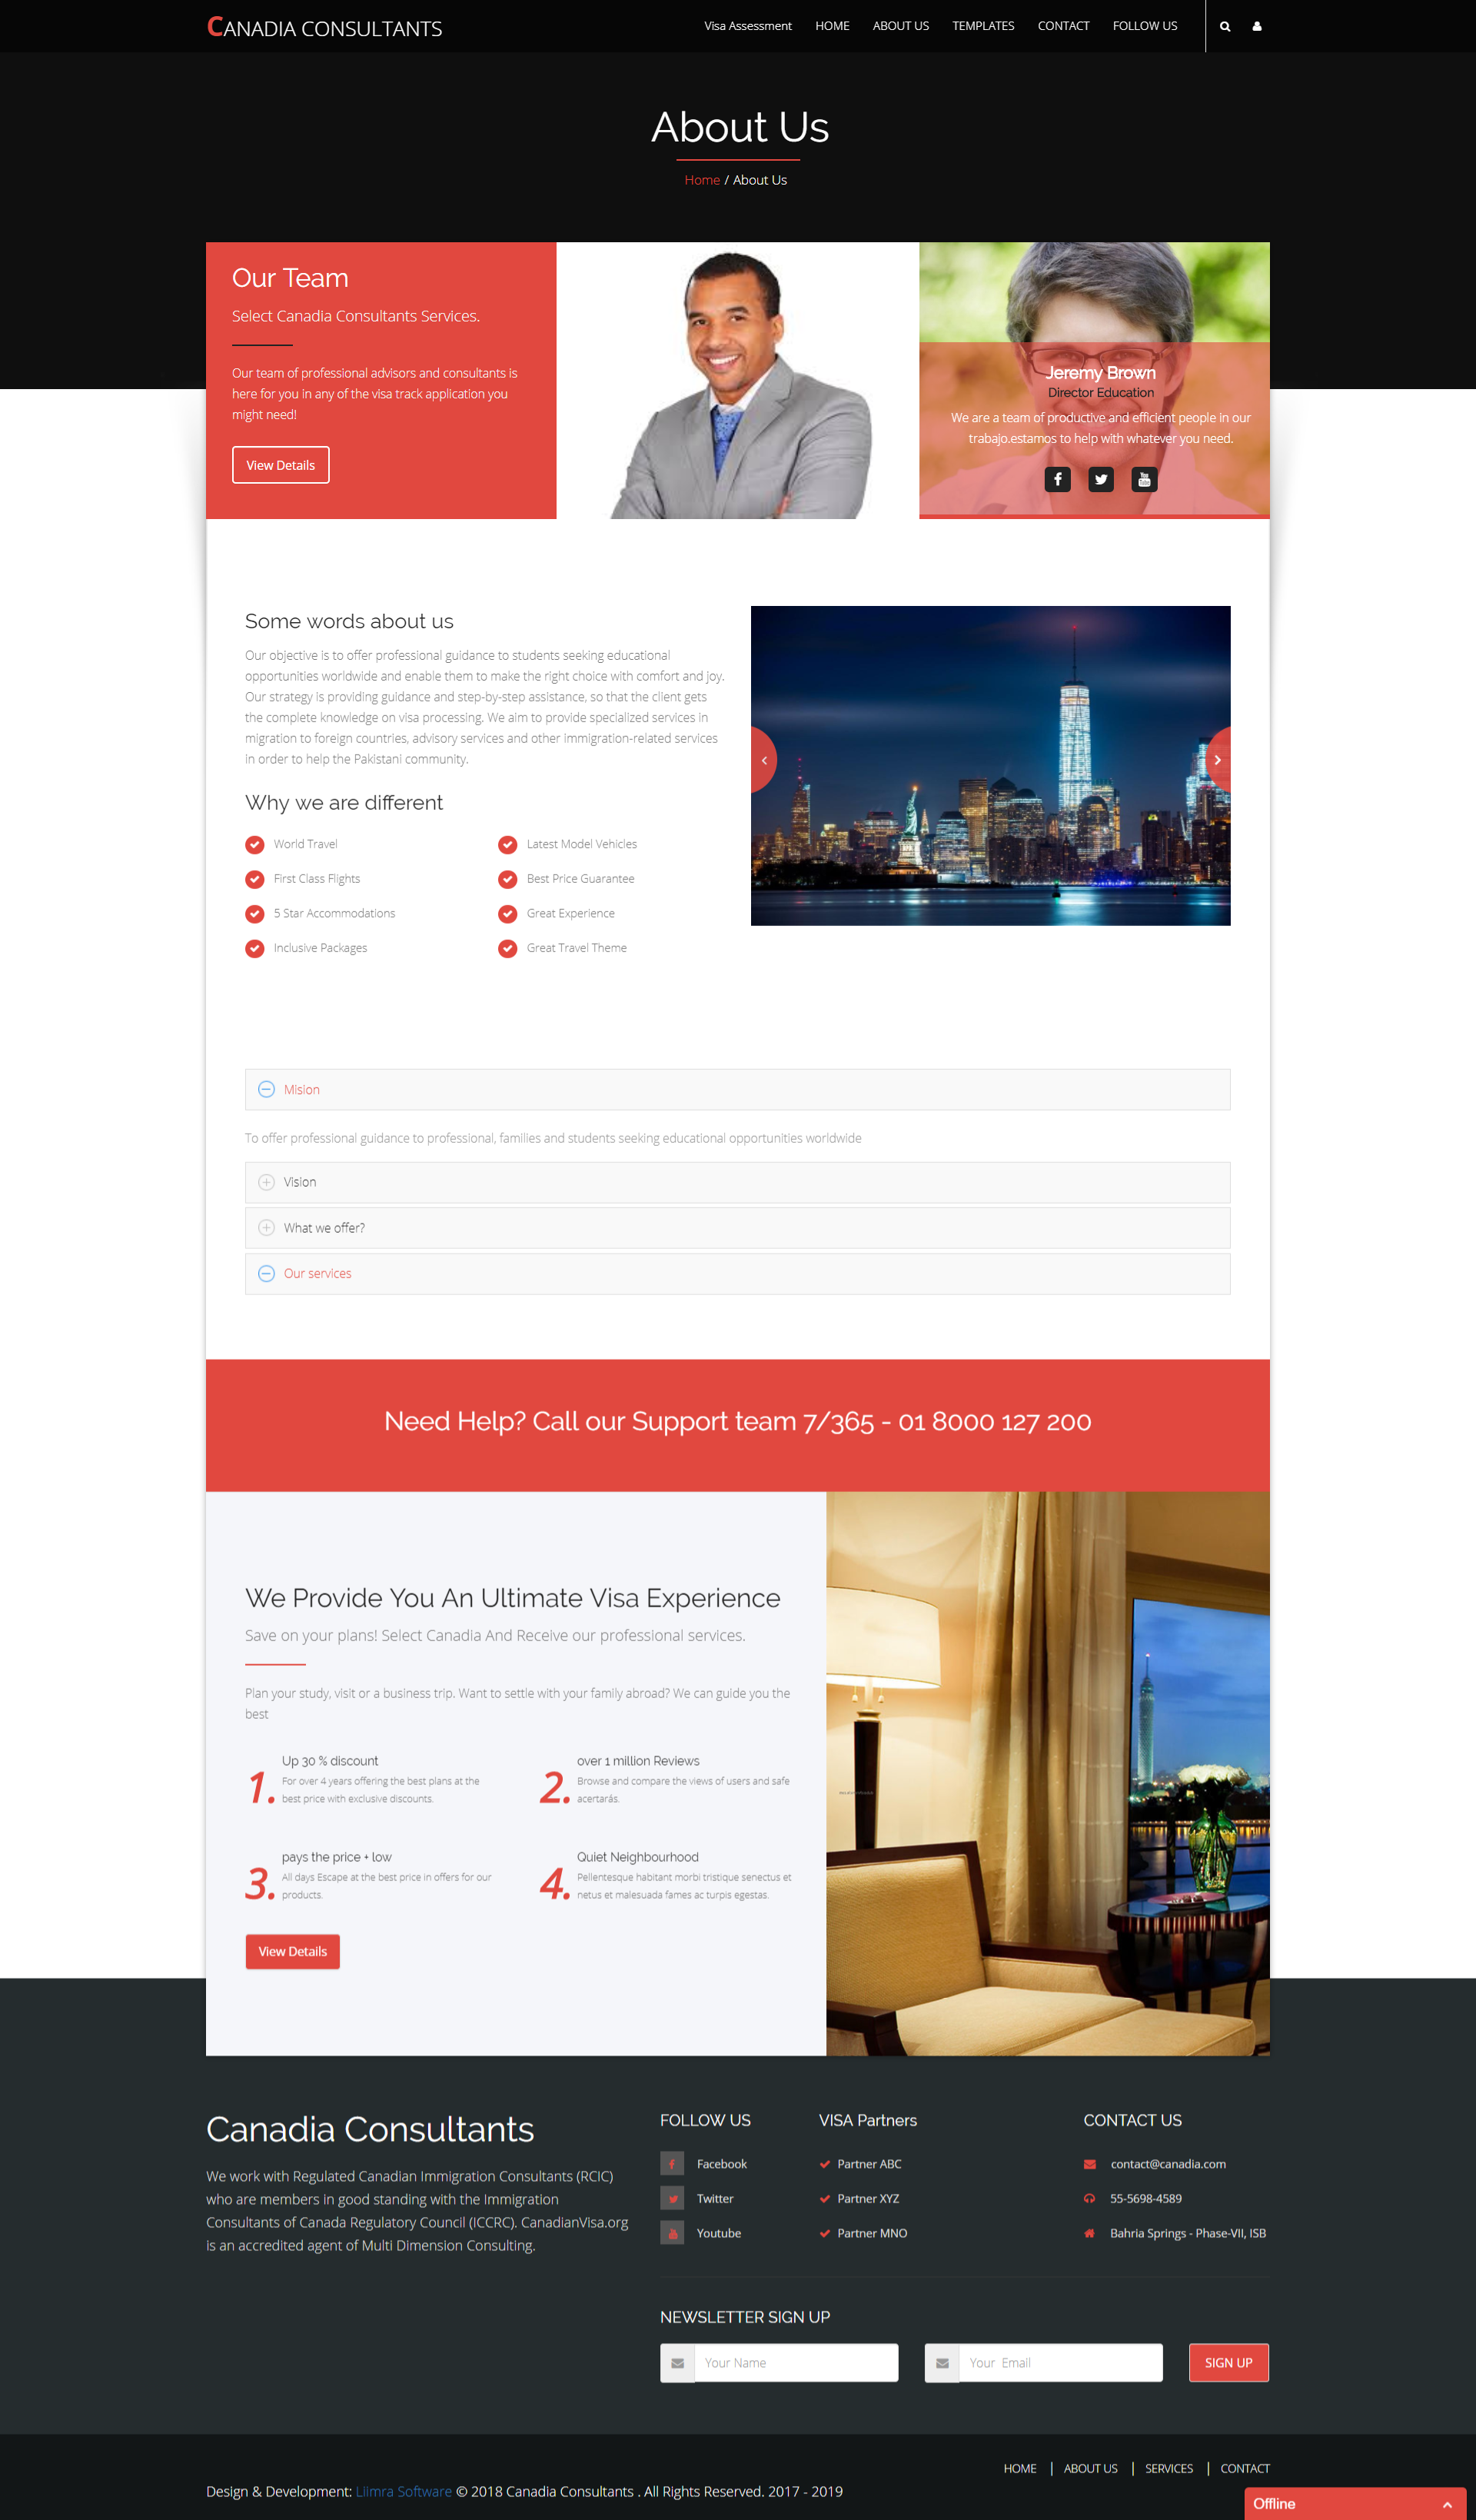 CANADIA CONSULTANTS
Visa Assessment HOME ABOUT US TEMPLATES CONTACT FOLLOW US
About Us
Home / About Us
Our Team
Select Canadia Consultants Services.
Our team of professional advisors and consultants is
here for you in any of the visa track application you
might need!
View Details
Jeremy Brown
Director Education
We are a team of productive and efficient people in our
trabajo.estamos to help with whatever you need.
Some words about us
Our objective is to offer professional guidance to students seeking educational
opportunities worldwide and enable them to make the right choice with comfort and joy.
Our strategy is providing guidance and step-by-step assistance, so that the client gets
the complete knowledge on visa processing. We aim to provide specialized services in
migration to foreign countries, advisory services and other immigration-related services
in order to help the Pakistani community.
Why we are different
World Travel
Latest Model Vehicles
First Class Flights
Best Price Guarantee
5 Star Accommodations
Great Experience
Inclusive Packages
Great Travel Theme
Mision
To offer professional guidance to professional, families and students seeking educational opportunities worldwide
Vision
What we offer?
Our services
Need Help? Call our Support team 7/365 - 01 8000 127 200
We Provide You An Ultimate Visa Experience
Save on your plans! Select Canadia And Receive our professional services.
Plan your study, visit or a business trip. Want to settle with your family abroad? We can guide you the
best
1. Up 30 % discount
For over 4 years offering the best plans at the
best price with exclusive discounts.
2. over 1 million Reviews
Browse and compare the views of users and safe
acertarás.
3. pays the price + low
All days Escape at the best price in offers for our
products.
4. Quiet Neighbourhood
Pellentesque habitant morbi tristique senectus et
netus et malesuada fames ac turpis egestas.
View Details
Canadia Consultants
We work with Regulated Canadian Immigration Consultants (RCIC)
who are members in good standing with the Immigration
Consultants of Canada Regulatory Council (ICCRC). CanadianVisa.org
is an accredited agent of Multi Dimension Consulting.
FOLLOW US
Facebook
Twitter
Youtube
VISA Partners
Partner ABC
Partner XYZ
Partner MNO
CONTACT US
contact@canadia.com
55-5698-4589
Bahria Springs - Phase-VII, ISB
NEWSLETTER SIGN UP
Your Name
Your Email
SIGN UP
HOME ABOUT US SERVICES CONTACT
Design & Development: Liimra Software © 2018 Canadia Consultants . All Rights Reserved. 2017 - 2019
Offline